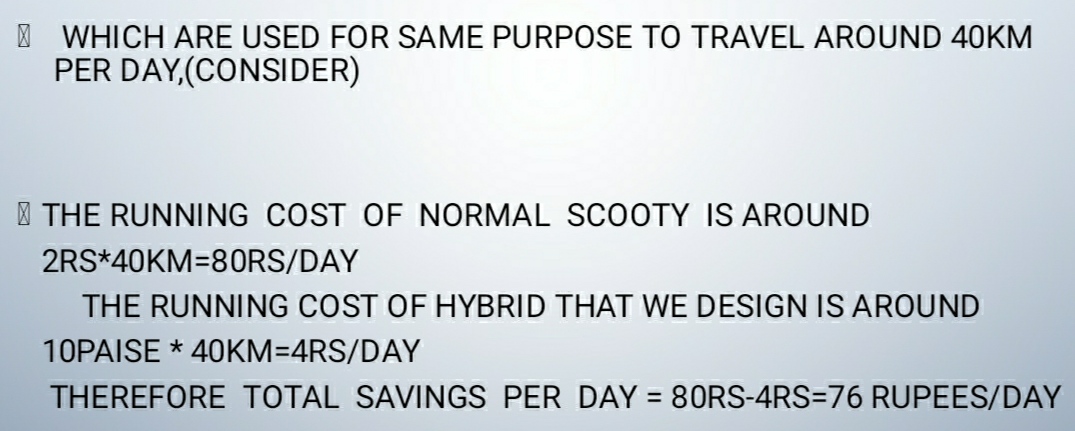 WHICH ARE USED FOR SAME PURPOSE TO TRAVEL AROUND 40KM
PER DAY,(CONSIDER)
THE RUNNING COST OF NORMAL SCOOTY IS AROUND
2RS*40KM=80RS/DAY
THE RUNNING COST OF HYBRID THAT WE DESIGN IS AROUND
10PAISE * 40KM=4RS/DAY
THEREFORE TOTAL SAVINGS PER DAY = 80RS-4RS=76 RUPEES/DAY